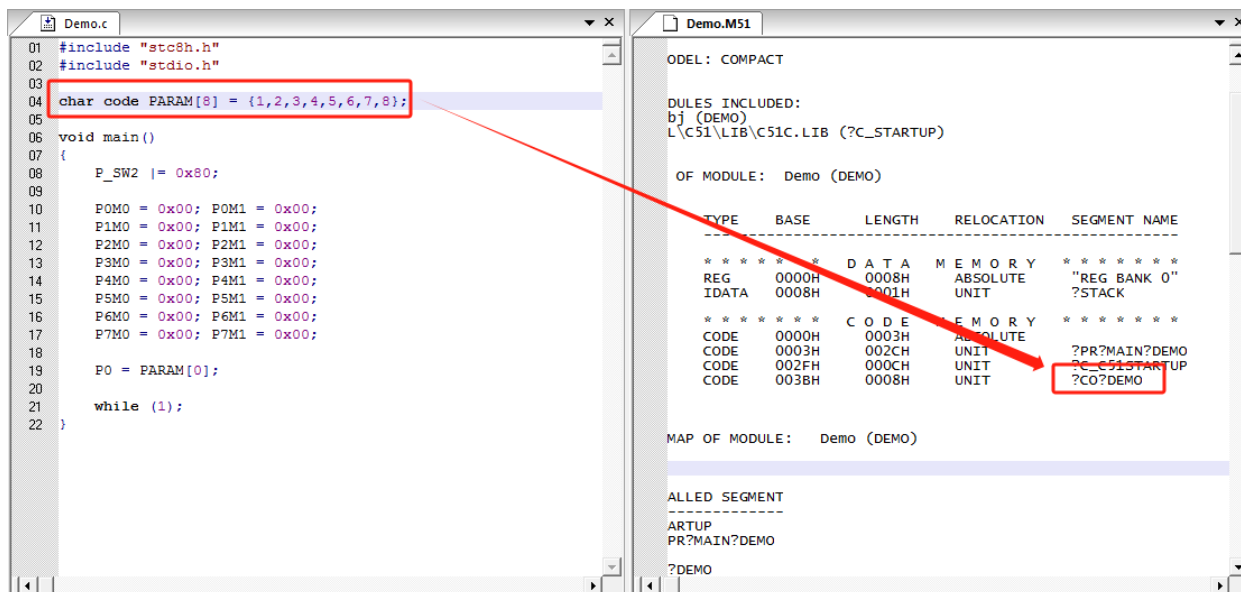 Demo.c
01 #include "stc8h.h"
02 #include "stdio.h"
03
04 char code PARAM[8] = {1,2,3,4,5,6,7,8};
05
06 void main()
07 {
08 P_SW2 |= 0x80;
09
10 P0M0 = 0x00; P0M1 = 0x00;
11 P1M0 = 0x00; P1M1 = 0x00;
12 P2M0 = 0x00; P2M1 = 0x00;
13 P3M0 = 0x00; P3M1 = 0x00;
14 P4M0 = 0x00; P4M1 = 0x00;
15 P5M0 = 0x00; P5M1 = 0x00;
16 P6M0 = 0x00; P6M1 = 0x00;
17 P7M0 = 0x00; P7M1 = 0x00;
18
19 P0 = PARAM[0];
20
21 while (1);
22 }
Demo.M51
ODEL: COMPACT
DULES INCLUDED:
bj (DEMO)
L\C51\LIB\C51C.LIB (?C_STARTUP)
OF MODULE: Demo (DEMO)
TYPE BASE LENGTH RELOCATION SEGMENT NAME
-----------------------------------------------------
* * * * * * * D A T A M E M O R Y * * * * * * *
REG 0000H 0008H ABSOLUTE "REG BANK 0"
IDATA 0008H 0001H UNIT ?STACK
* * * * * * * C O D E M E M O R Y * * * * * * *
CODE 0000H 0003H ABSOLUTE
CODE 0003H 002CH UNIT ?PR?MAIN?DEMO
CODE 002FH 000CH UNIT ?C_C51STARTUP
CODE 003BH 0008H UNIT ?CO?DEMO
MAP OF MODULE: Demo (DEMO)
ALLED SEGMENT
-------------
ARTUP
PR?MAIN?DEMO
?DEMO